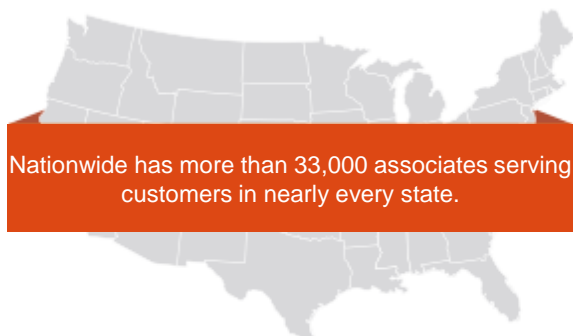 Nationwide has more than 33,000 associates serving
customers in nearly every state.